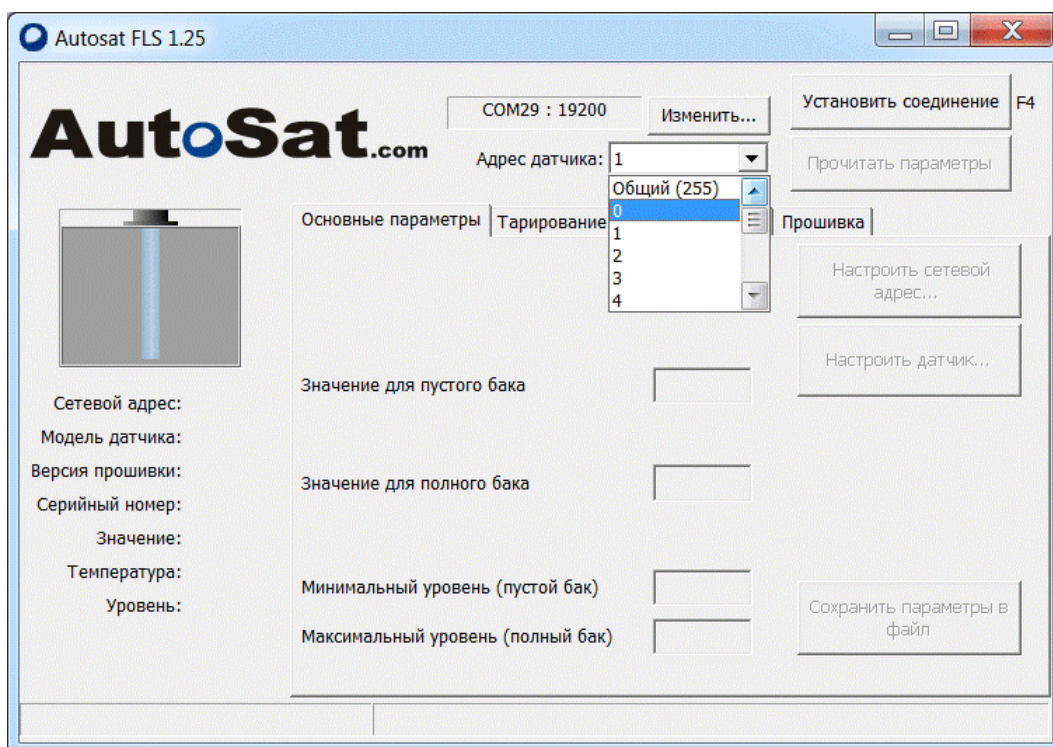 Autosat FLS 1.25
AutoSat.com
COM29 : 19200
Изменить...
Установить соединение
F4
Адрес датчика:
1
Прочитать параметры
Общий (255)
0
1
2
3
4
Основные параметры
Тарирование
Прошивка
Настроить сетевой
адрес...
Настроить датчик...
Значение для пустого бака
Сетевой адрес:
Модель датчика:
Версия прошивки:
Серийный номер:
Значение:
Температура:
Уровень:
Значение для полного бака
Минимальный уровень (пустой бак)
Максимальный уровень (полный бак)
Сохранить параметры в
файл